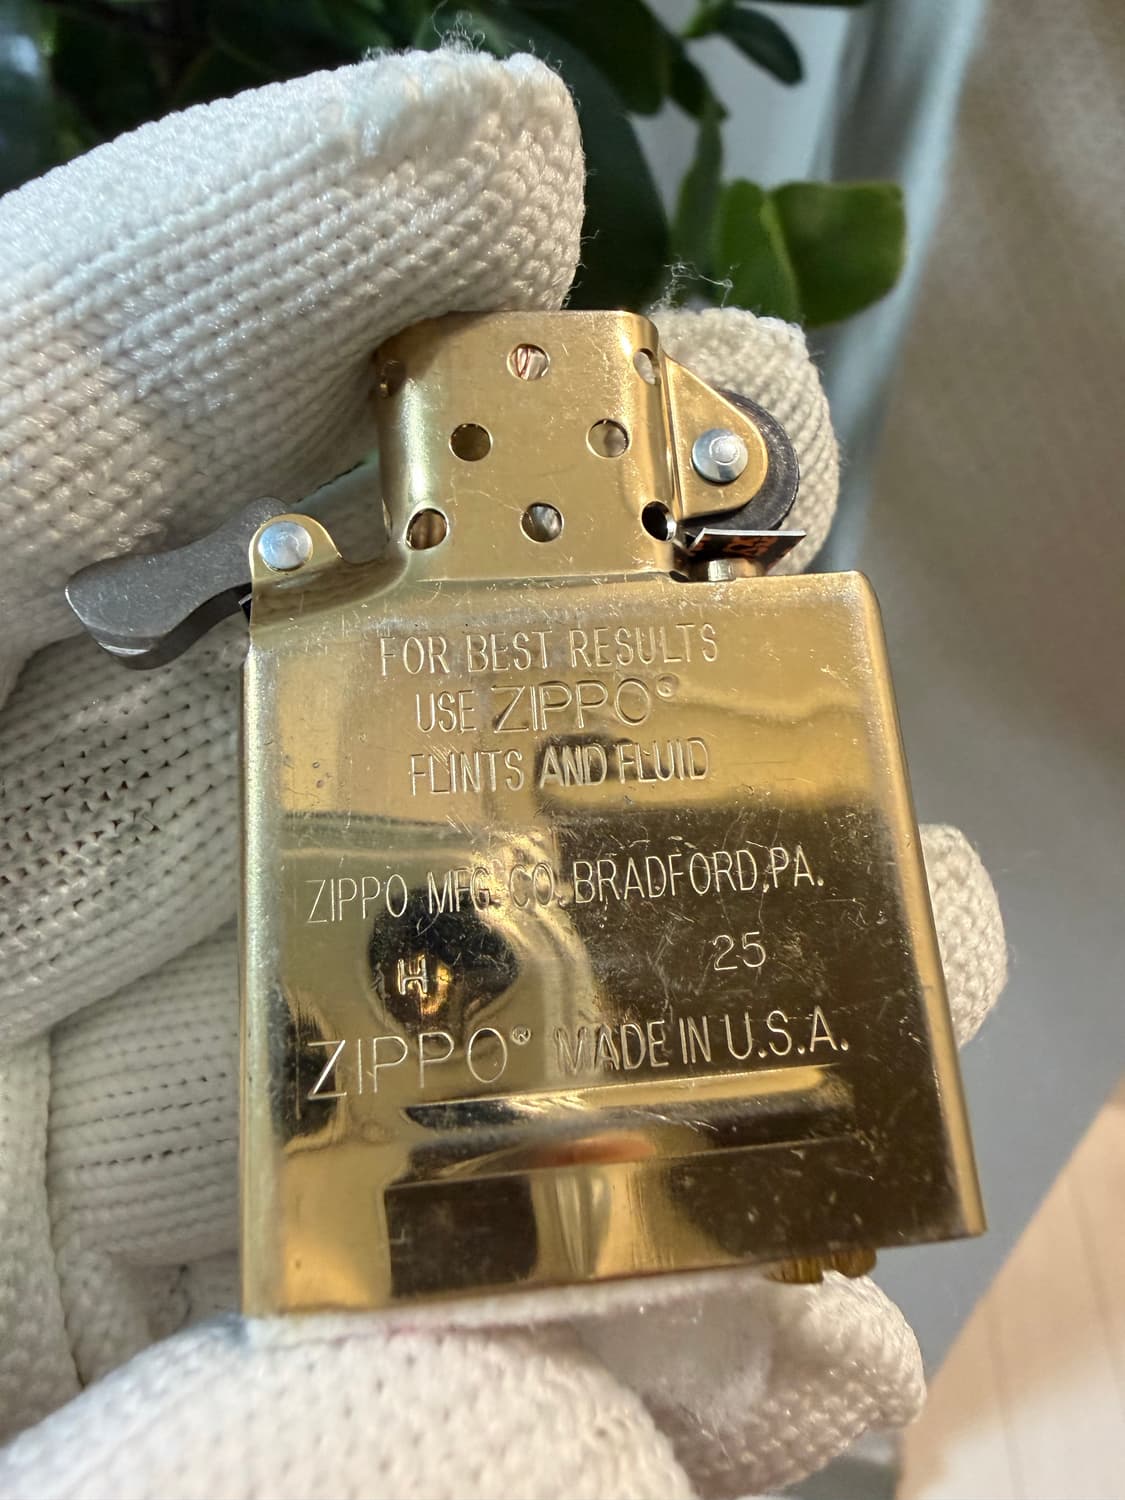 FOR BEST RESULTS
USE ZIPPO®
FLINTS AND FLUID
ZIPPO MFG. CO. BRADFORD, PA.
H 25
ZIPPO® MADE IN U.S.A.